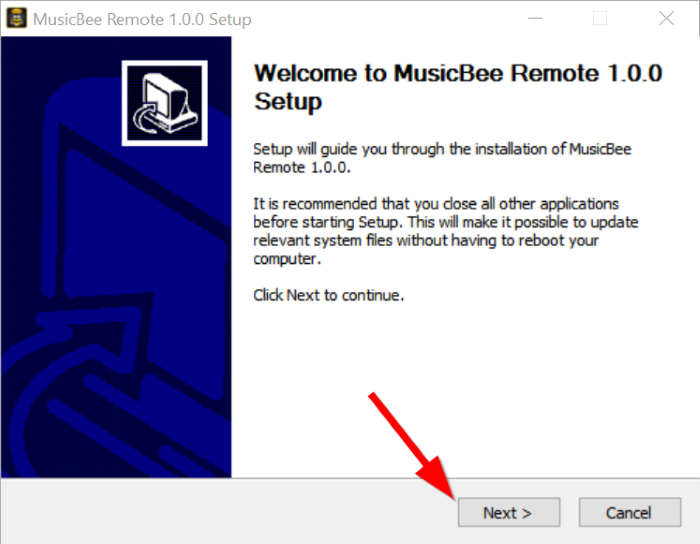 MusicBee Remote 1.0.0 Setup
Welcome to MusicBee Remote 1.0.0
Setup
Setup will guide you through the installation of MusicBee
Remote 1.0.0.
It is recommended that you close all other applications
before starting Setup. This will make it possible to update
relevant system files without having to reboot your
computer.
Click Next to continue.
Next >
Cancel